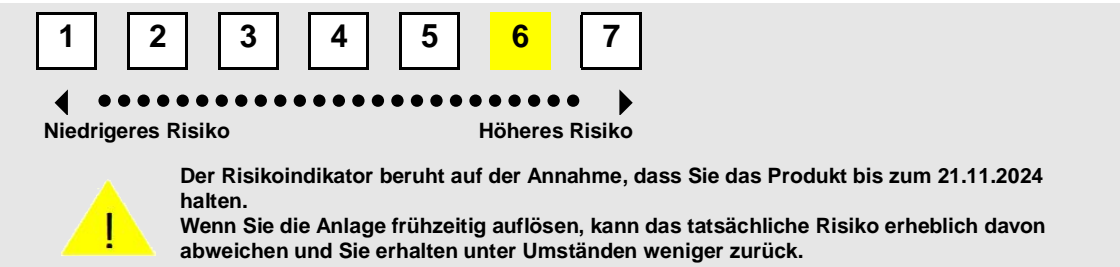 1 2 3 4 5 6 7
Niedrigeres Risiko Höheres Risiko
Der Risikoindikator beruht auf der Annahme, dass Sie das Produkt bis zum 21.11.2024
halten.
Wenn Sie die Anlage frühzeitig auflösen, kann das tatsächliche Risiko erheblich davon
abweichen und Sie erhalten unter Umständen weniger zurück.
!